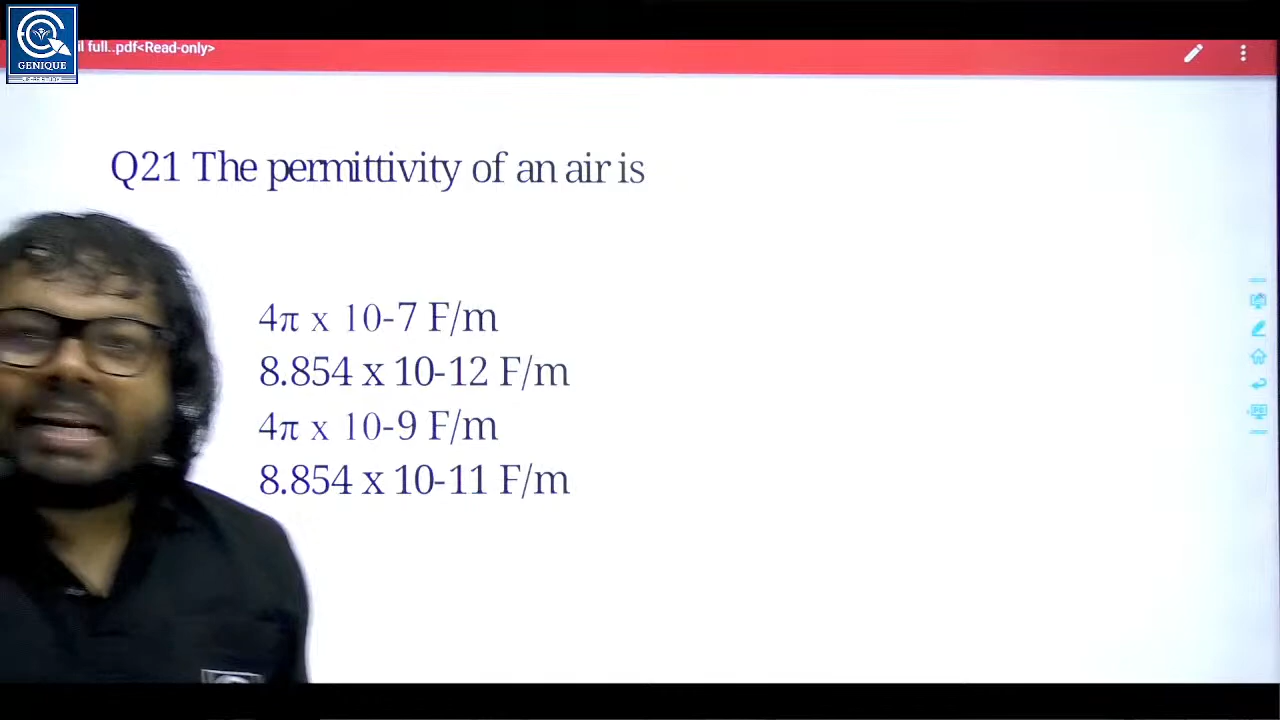 GENIQUE
il full..pdf<Read-only>
Q21 The permittivity of an air is
4π x 10-7 F/m
8.854 x 10-12 F/m
4π x 10-9 F/m
8.854 x 10-11 F/m